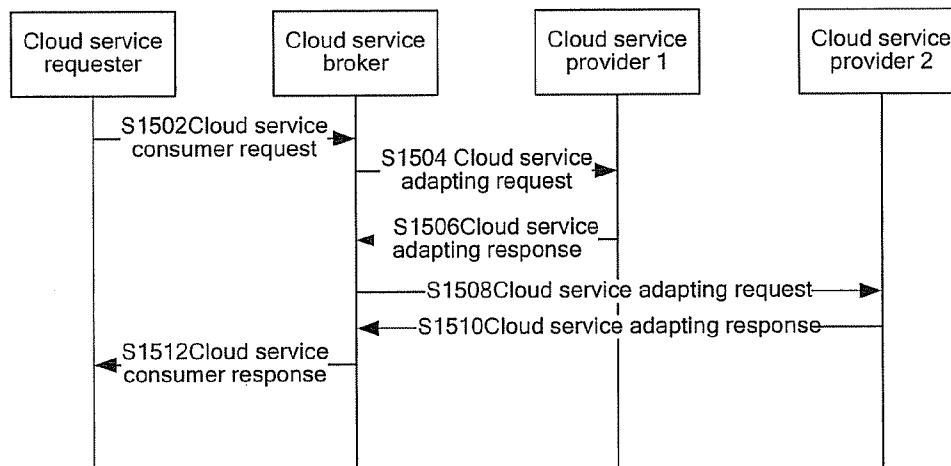 Cloud service
requester
Cloud service
broker
Cloud service
provider 1
Cloud service
provider 2
S1502Cloud service
consumer request
S1504 Cloud service
adapting request
S1506Cloud service
adapting response
S1508Cloud service adapting request
S1510Cloud service adapting response
S1512Cloud service
consumer response